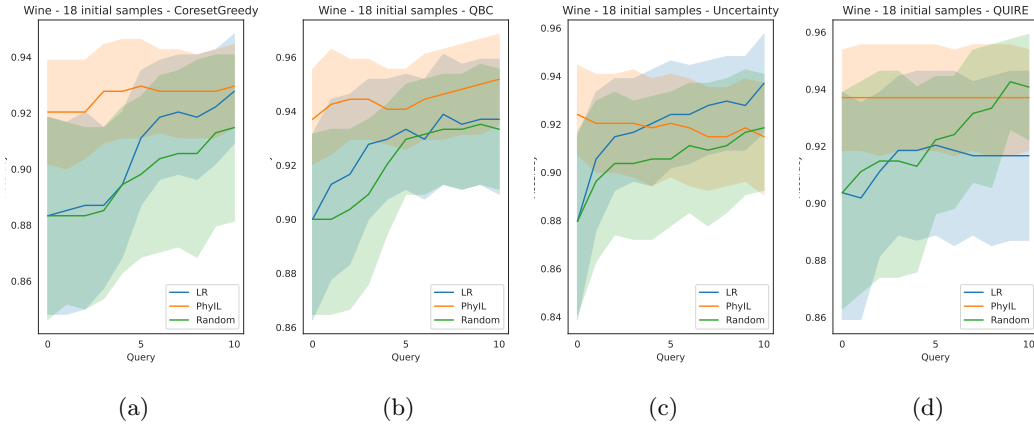 Wine - 18 initial samples - CoresetGreedy
0.94
0.92
0.90
0.88
0.86
LR
PhyIL
Random
0
5
10
Query
(a)
Wine - 18 initial samples - QBC
0.96
0.94
0.92
0.90
0.88
0.86
LR
PhyIL
Random
0
5
10
Query
(b)
Wine - 18 initial samples - Uncertainty
0.96
0.94
0.92
0.90
0.88
0.86
0.84
LR
PhyIL
Random
0
5
10
Query
(c)
Wine - 18 initial samples - QUIRE
0.96
0.94
0.92
0.90
0.88
0.86
LR
PhyIL
Random
0
5
10
Query
(d)